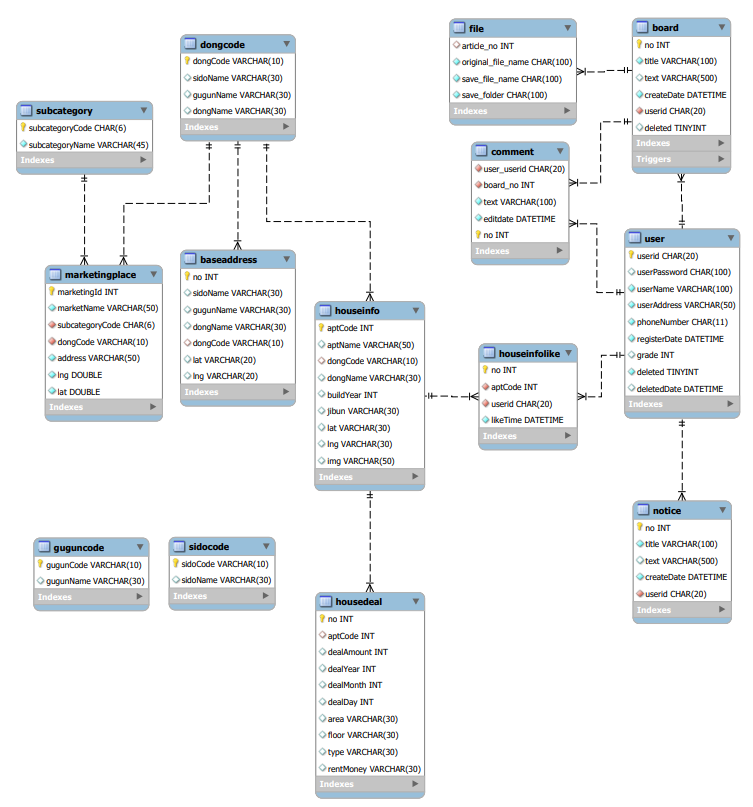 dongcode
dongCode VARCHAR(10)
sidoName VARCHAR(30)
gugunName VARCHAR(30)
dongName VARCHAR(30)
Indexes
file
article_no INT
original_file_name CHAR(100)
save_file_name CHAR(100)
save_folder CHAR(100)
Indexes
board
no INT
title VARCHAR(100)
text VARCHAR(500)
createDate DATETIME
userid CHAR(20)
deleted TINYINT
Indexes
Triggers
subcategory
subcategoryCode CHAR(6)
subcategoryName VARCHAR(45)
Indexes
comment
user_userid CHAR(20)
board_no INT
text VARCHAR(100)
editdate DATETIME
no INT
Indexes
marketingplace
marketingId INT
marketName VARCHAR(50)
subcategoryCode CHAR(6)
dongCode VARCHAR(10)
address VARCHAR(50)
lng DOUBLE
lat DOUBLE
Indexes
baseaddress
no INT
sidoName VARCHAR(30)
gugunName VARCHAR(30)
dongName VARCHAR(30)
dongCode VARCHAR(10)
lat VARCHAR(20)
lng VARCHAR(20)
Indexes
user
userid CHAR(20)
userPassword CHAR(100)
userName VARCHAR(100)
userAddress VARCHAR(50)
phoneNumber CHAR(11)
registerDate DATETIME
grade INT
deleted TINYINT
deletedDate DATETIME
Indexes
houseinfo
aptCode INT
aptName VARCHAR(50)
dongCode VARCHAR(10)
dongName VARCHAR(30)
buildYear INT
jibun VARCHAR(30)
lat VARCHAR(30)
lng VARCHAR(30)
img VARCHAR(50)
Indexes
houseinfolike
no INT
aptCode INT
userid CHAR(20)
likeTime DATETIME
Indexes
guguncode
gugunCode VARCHAR(10)
gugunName VARCHAR(30)
Indexes
sidocode
sidoCode VARCHAR(10)
sidoName VARCHAR(30)
Indexes
notice
no INT
title VARCHAR(100)
text VARCHAR(500)
createDate DATETIME
userid CHAR(20)
Indexes
housedeal
no INT
aptCode INT
dealAmount INT
dealYear INT
dealMonth INT
dealDay INT
area VARCHAR(30)
floor VARCHAR(30)
type VARCHAR(30)
rentMoney VARCHAR(30)
Indexes